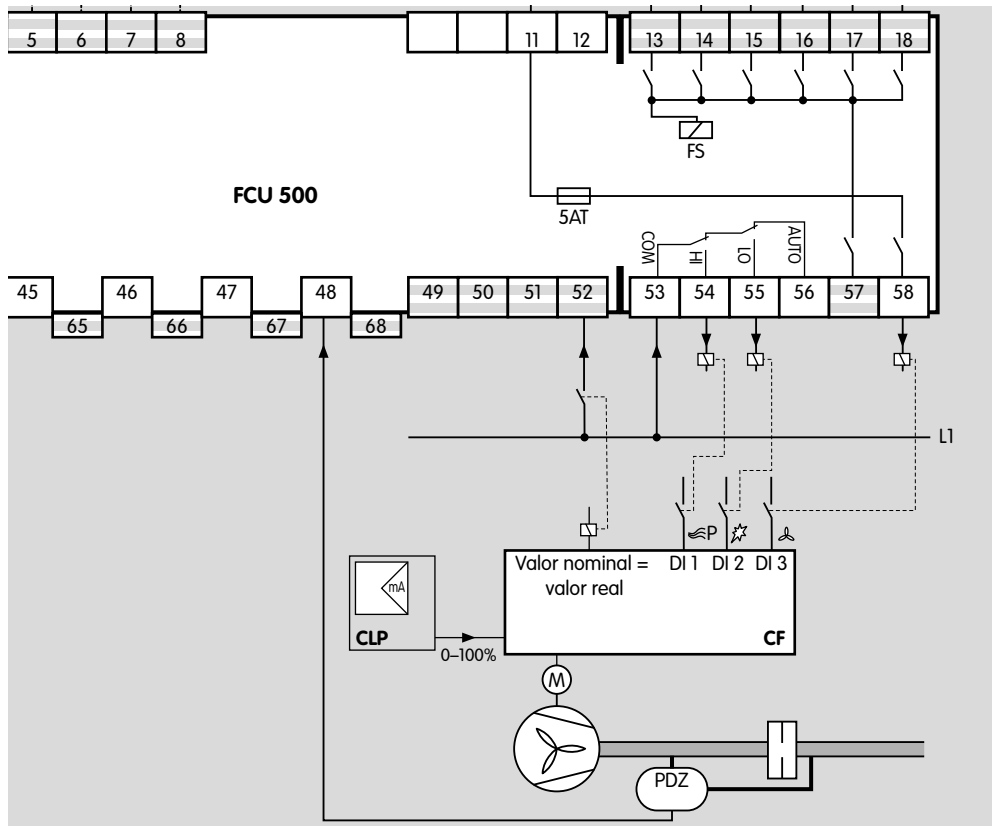 5 6 7 8 11 12 13 14 15 16 17 18
FS
FCU 500
5AT
COM HI LO AUTO
45 46 47 48 49 50 51 52 53 54 55 56 57 58
65 66 67 68
L1
P
Valor nominal = DI 1 DI 2 DI 3
valor real
mA
CLP CF
0–100%
M
PDZ